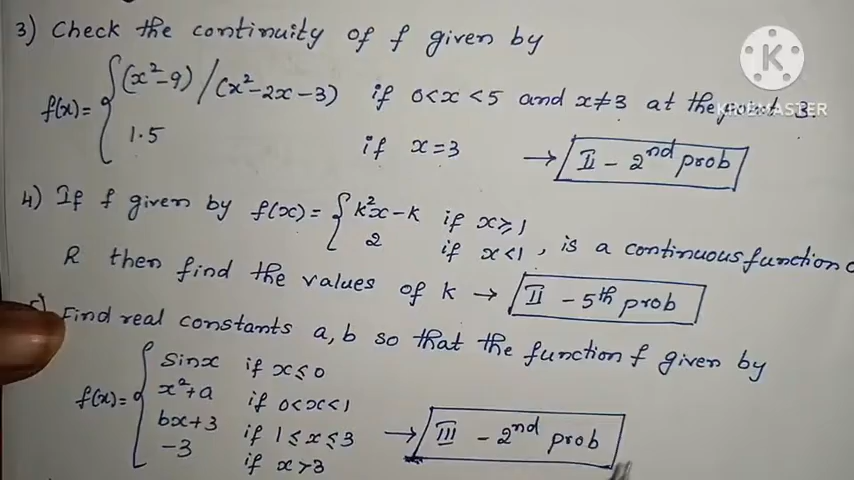 3) Check the continuity of f given by
f(x)= { (x²-9) / (x²-2x-3) if 0<x<5 and x≠3 at the point 3.
1.5 if x=3
→ II - 2nd prob
4) If f given by f(x)= { k²x-k if x≥1
2 if x<1, is a continuous function
R then find the values of k → II - 5th prob
Find real constants a, b so that the function f given by
f(x)= { sinx if x≤0
x²+a if 0<x<1
bx+3 if 1≤x≤3 → III - 2nd prob
-3 if x>3
K
KINEMASTER